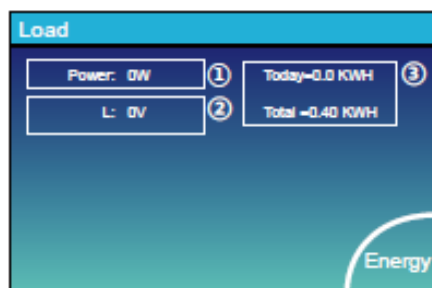 Load
Power: 0W ① Today=0.0 KWH ③
L: 0V ② Total =0.40 KWH
Energy